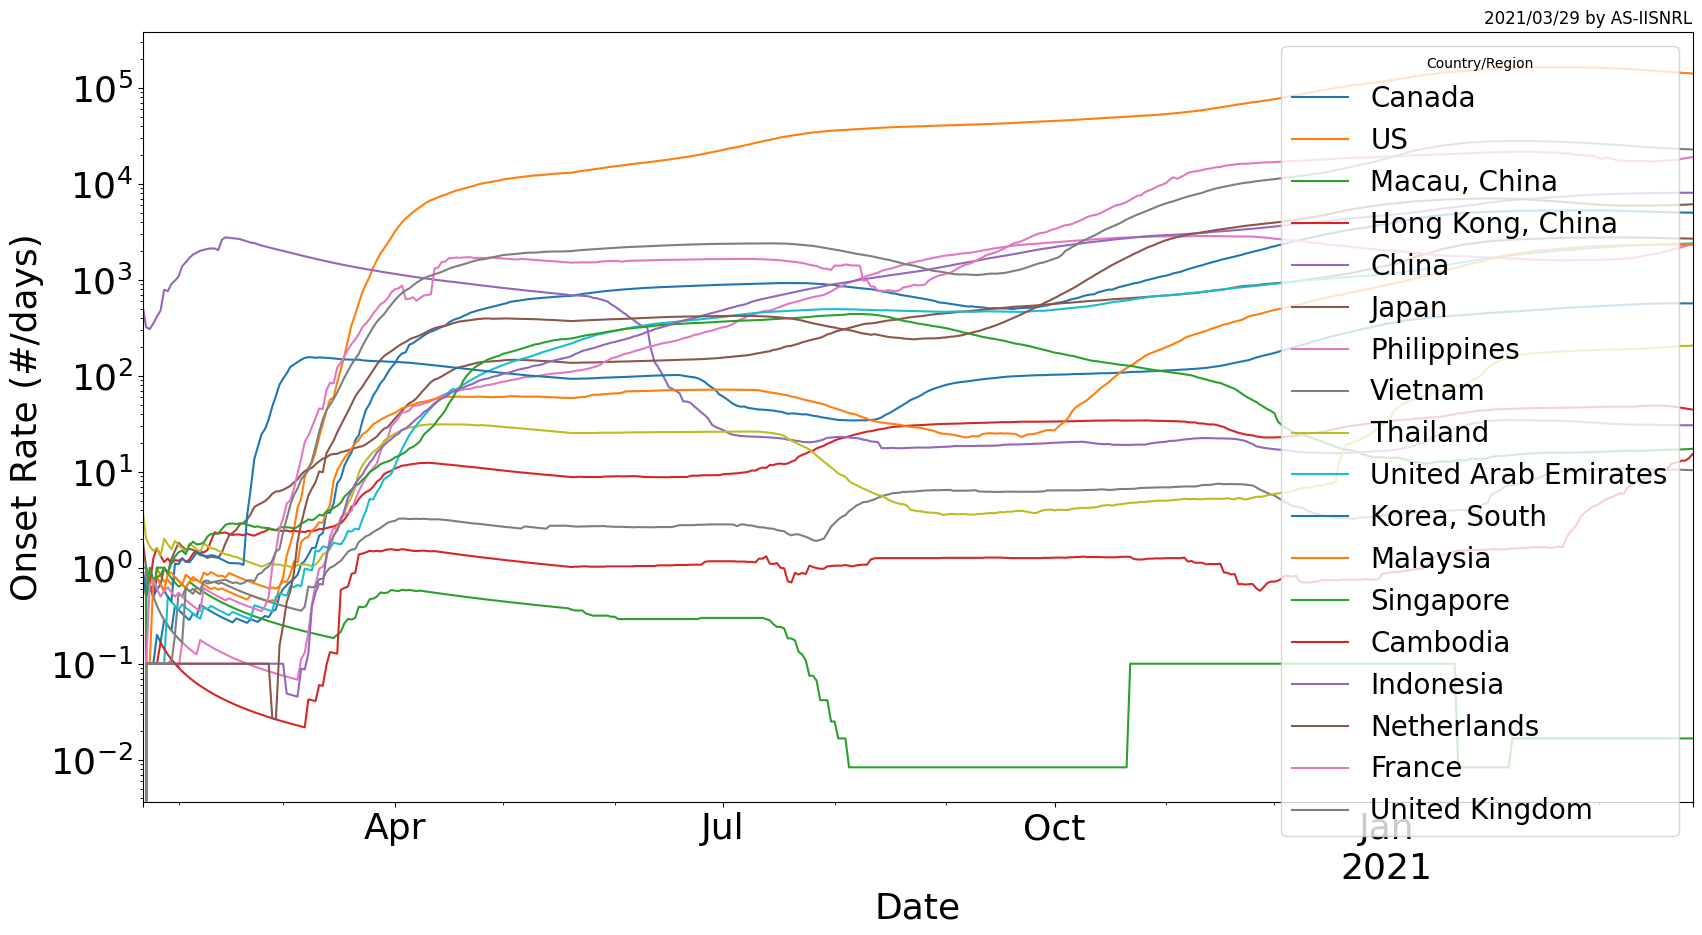 2021/03/29 by AS-IISNRL
Onset Rate (#/days)
10^5
10^4
10^3
10^2
10^1
10^0
10^−1
10^−2
Country/Region
Canada
US
Macau, China
Hong Kong, China
China
Japan
Philippines
Vietnam
Thailand
United Arab Emirates
Korea, South
Malaysia
Singapore
Cambodia
Indonesia
Netherlands
France
United Kingdom
Apr Jul Oct Jan
2021
Date